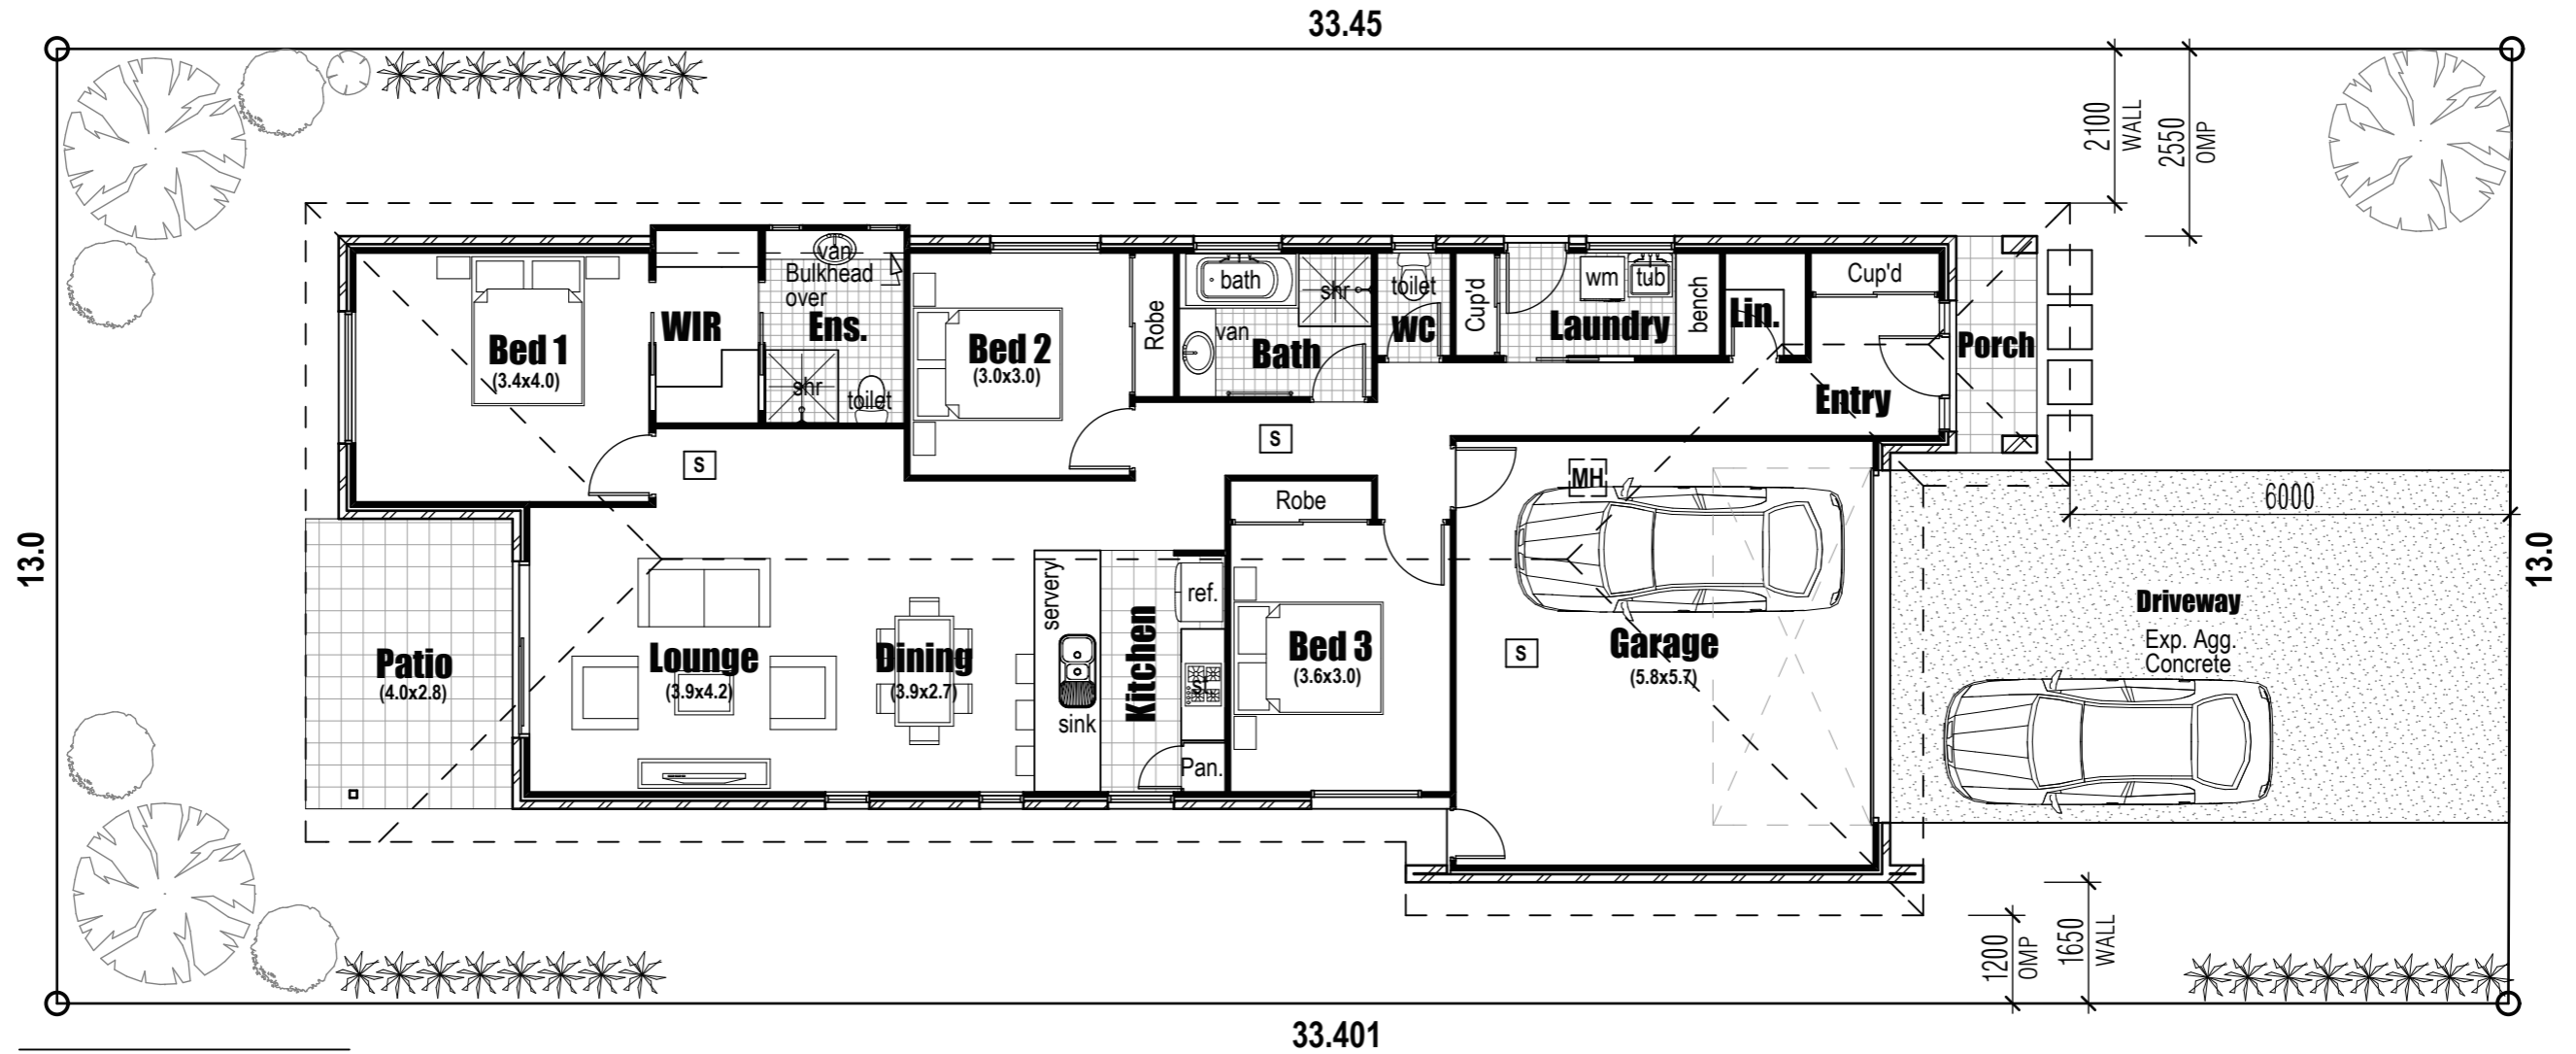 33.45
2100
WALL
2550
OMP
van
Bulkhead
over
Ens.
shr
toilet
WIR
Bed 1
(3.4x4.0)
S
Bed 2
(3.0x3.0)
Robe
bath
shr
van
Bath
toilet
WC
Cup'd
wm
tub
bench
Laundry
Lin.
Cup'd
Porch
Entry
S
Robe
MH
6000
13.0
13.0
Patio
(4.0x2.8)
Lounge
(3.9x4.2)
Dining
(3.9x2.7)
servery
sink
Kitchen
ref.
st
Pan.
Bed 3
(3.6x3.0)
S
Garage
(5.8x5.7)
Driveway
Exp. Agg.
Concrete
1200
OMP
1650
WALL
33.401